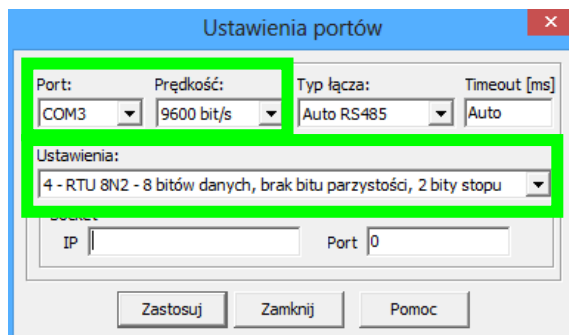 Ustawienia portów
Port: Prędkość: Typ łącza: Timeout [ms]
COM3 9600 bit/s Auto RS485 Auto
Ustawienia:
4 - RTU 8N2 - 8 bitów danych, brak bitu parzystości, 2 bity stopu
Socket
IP Port 0
Zastosuj Zamknij Pomoc